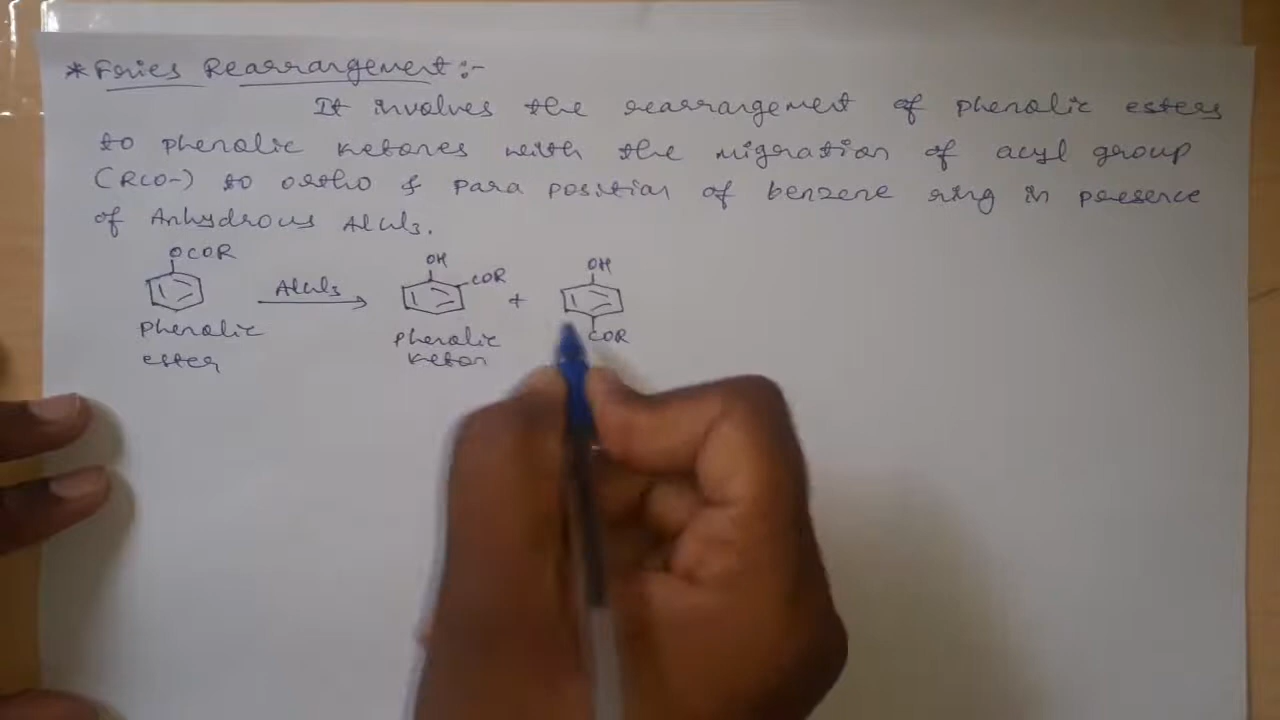 * Fries Rearrangement :-
It involves the rearrangement of phenolic esters
to phenolic ketones with the migration of acyl group
(RCO-) to ortho & para position of benzene ring in presence
of Anhydrous AlCl3.
OCOR
AlCl3
OH
COR
+
OH
COR
Phenolic
ester
Phenolic
keton